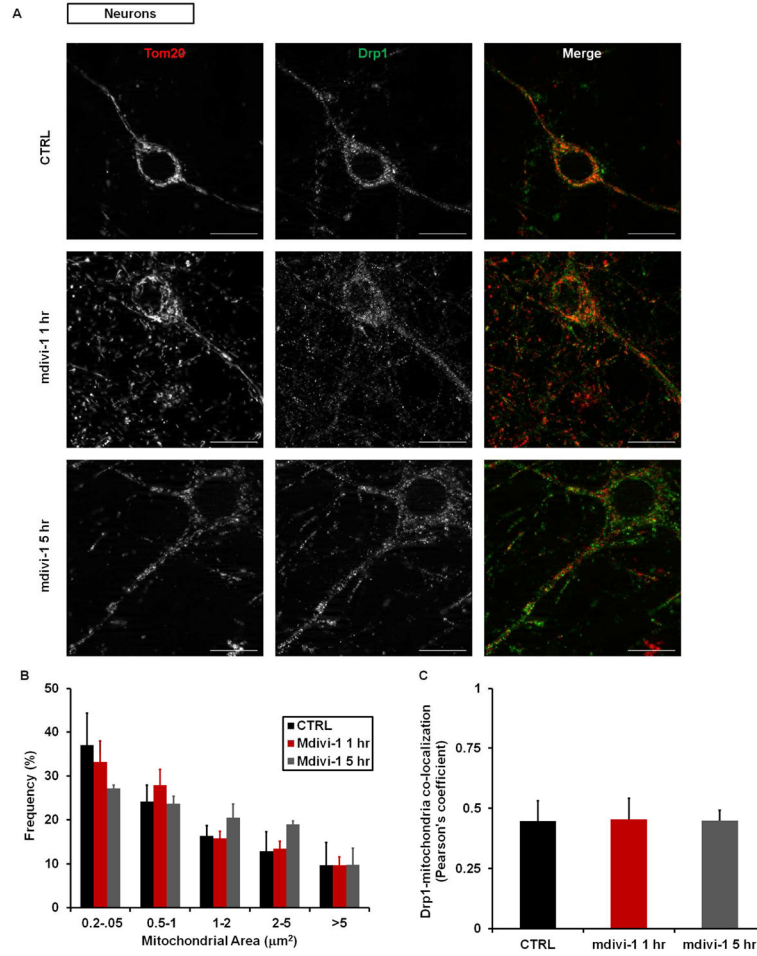 A
Neurons
Tom20
Drp1
Merge
CTRL
mdivi-1 1 hr
mdivi-1 5 hr
B
Frequency (%)
50
40
30
20
10
0
CTRL
Mdivi-1 1 hr
Mdivi-1 5 hr
0.2-.05
0.5-1
1-2
2-5
>5
Mitochondrial Area (μm²)
C
Drp1-mitochondria co-localization
(Pearson's coefficient)
1
0.75
0.5
0.25
0
CTRL
mdivi-1 1 hr
mdivi-1 5 hr